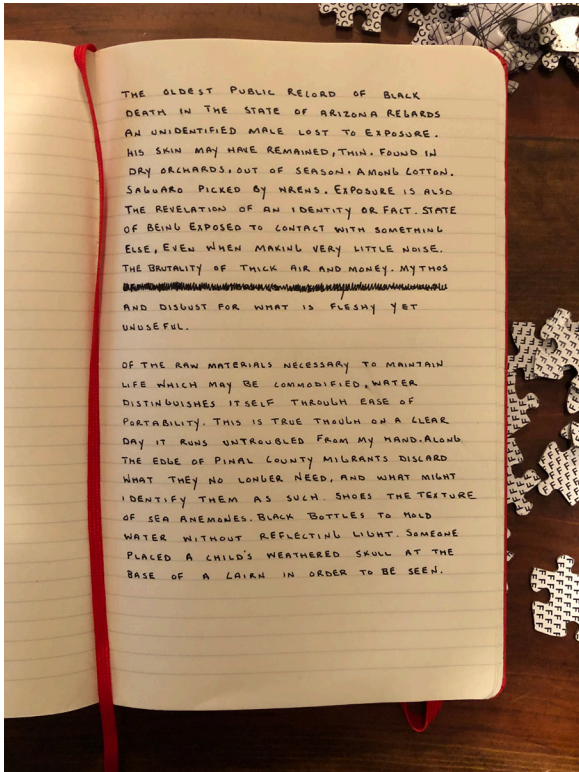 THE OLDEST PUBLIC RECORD OF BLACK
DEATH IN THE STATE OF ARIZONA REGARDS
AN UNIDENTIFIED MALE LOST TO EXPOSURE.
HIS SKIN MAY HAVE REMAINED, THIN. FOUND IN
DRY ORCHARDS, OUT OF SEASON. AMONG COTTON.
SAGUARO PICKED BY WRENS. EXPOSURE IS ALSO
THE REVELATION OF AN IDENTITY OR FACT. STATE
OF BEING EXPOSED TO CONTACT WITH SOMETHING
ELSE, EVEN WHEN MAKING VERY LITTLE NOISE.
THE BRUTALITY OF THICK AIR AND MONEY. MYTHOS
AND DISGUST FOR WHAT IS FLESHY YET
UNUSEFUL.
OF THE RAW MATERIALS NECESSARY TO MAINTAIN
LIFE WHICH MAY BE COMMODIFIED, WATER
DISTINGUISHES ITSELF THROUGH EASE OF
PORTABILITY. THIS IS TRUE THOUGH ON A CLEAR
DAY IT RUNS UNTROUBLED FROM MY HAND. ALONG
THE EDGE OF PINAL COUNTY MIGRANTS DISCARD
WHAT THEY NO LONGER NEED, AND WHAT MIGHT
IDENTIFY THEM AS SUCH. SHOES THE TEXTURE
OF SEA ANEMONES. BLACK BOTTLES TO HOLD
WATER WITHOUT REFLECTING LIGHT. SOMEONE
PLACED A CHILD'S WEATHERED SKULL AT THE
BASE OF A CAIRN IN ORDER TO BE SEEN.